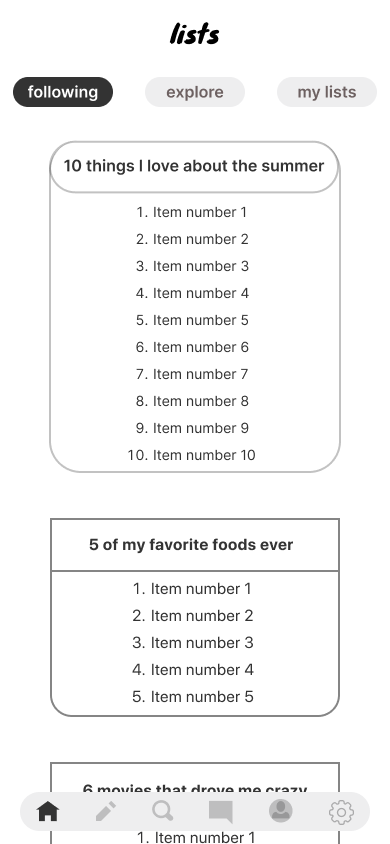 lists
following
explore
my lists
10 things I love about the summer
1. Item number 1
2. Item number 2
3. Item number 3
4. Item number 4
5. Item number 5
6. Item number 6
7. Item number 7
8. Item number 8
9. Item number 9
10. Item number 10
5 of my favorite foods ever
1. Item number 1
2. Item number 2
3. Item number 3
4. Item number 4
5. Item number 5
6 movies that drove me crazy
1. Item number 1